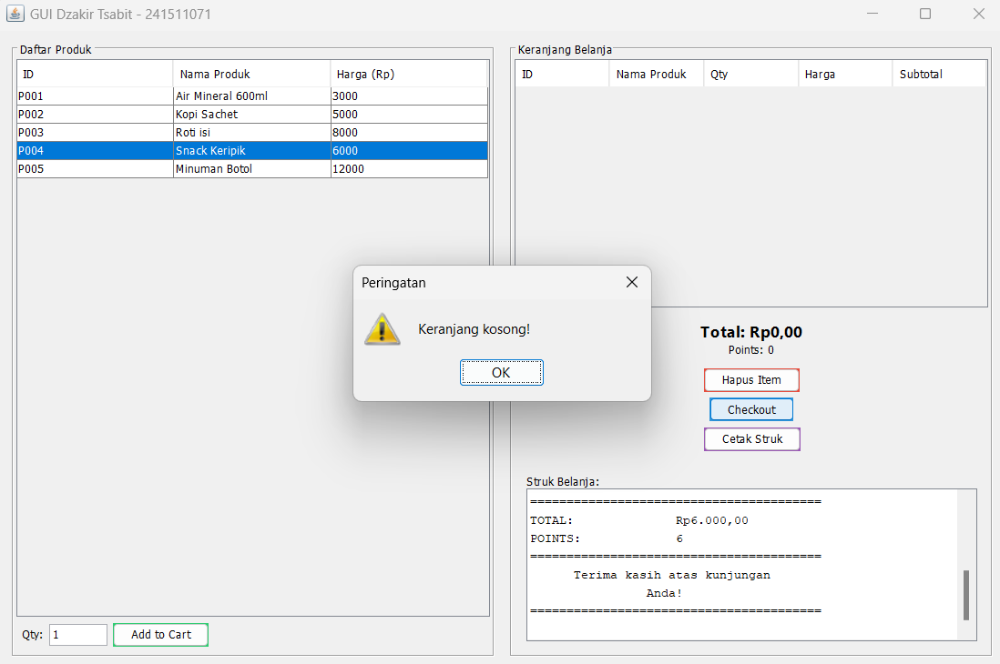 GUI Dzakir Tsabit - 241511071
Daftar Produk
ID Nama Produk Harga (Rp)
P001 Air Mineral 600ml 3000
P002 Kopi Sachet 5000
P003 Roti isi 8000
P004 Snack Keripik 6000
P005 Minuman Botol 12000
Qty: 1 Add to Cart
Keranjang Belanja
ID Nama Produk Qty Harga Subtotal
Peringatan
Keranjang kosong!
OK
Total: Rp0,00
Points: 0
Hapus Item
Checkout
Cetak Struk
Struk Belanja:
========================================
TOTAL: Rp6.000,00
POINTS: 6
========================================
Terima kasih atas kunjungan
Anda!
========================================